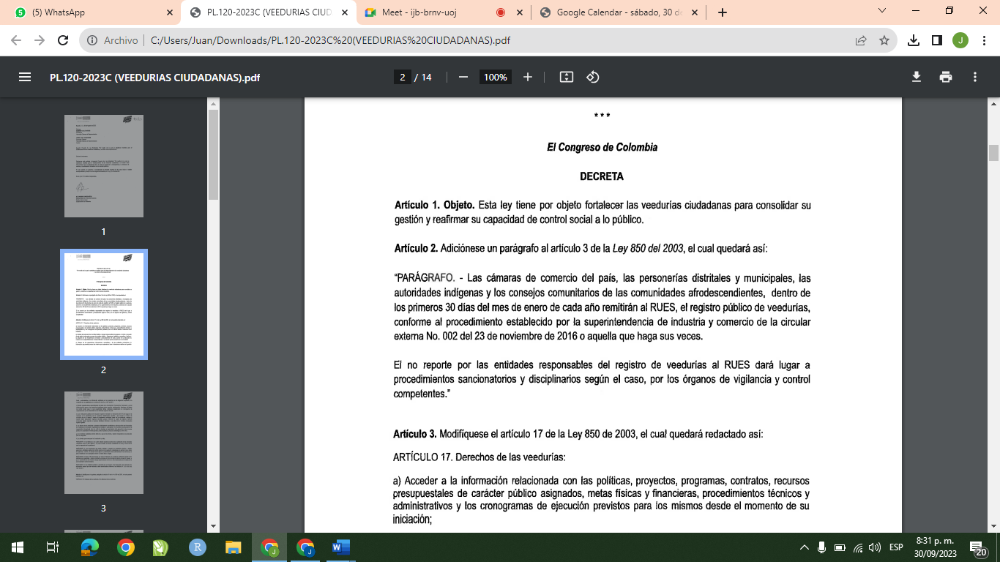 (5) WhatsApp
PL.120-2023C (VEEDURIAS CIUD
Meet - ijb-brnv-uoj
Google Calendar - sábado, 30 de
Archivo
C:/Users/Juan/Downloads/PL.120-2023C%20(VEEDURIAS%20CIUDADANAS).pdf
J
PL.120-2023C (VEEDURIAS CIUDADANAS).pdf
2 / 14
100%
1
2
3
* * *
El Congreso de Colombia
DECRETA
Artículo 1. Objeto. Esta ley tiene por objeto fortalecer las veedurías ciudadanas para consolidar su
gestión y reafirmar su capacidad de control social a lo público.
Artículo 2. Adiciónese un parágrafo al artículo 3 de la Ley 850 del 2003, el cual quedará así:
“PARÁGRAFO. - Las cámaras de comercio del país, las personerías distritales y municipales, las
autoridades indígenas y los consejos comunitarios de las comunidades afrodescendientes, dentro de
los primeros 30 días del mes de enero de cada año remitirán al RUES, el registro público de veedurías,
conforme al procedimiento establecido por la superintendencia de industria y comercio de la circular
externa No. 002 del 23 de noviembre de 2016 o aquella que haga sus veces.
El no reporte por las entidades responsables del registro de veedurías al RUES dará lugar a
procedimientos sancionatorios y disciplinarios según el caso, por los órganos de vigilancia y control
competentes.”
Artículo 3. Modifíquese el artículo 17 de la Ley 850 de 2003, el cual quedará redactado así:
ARTÍCULO 17. Derechos de las veedurías:
a) Acceder a la información relacionada con las políticas, proyectos, programas, contratos, recursos
presupuestales de carácter público asignados, metas físicas y financieras, procedimientos técnicos y
administrativos y los cronogramas de ejecución previstos para los mismos desde el momento de su
iniciación;
ESP
8:31 p. m.
30/09/2023
20